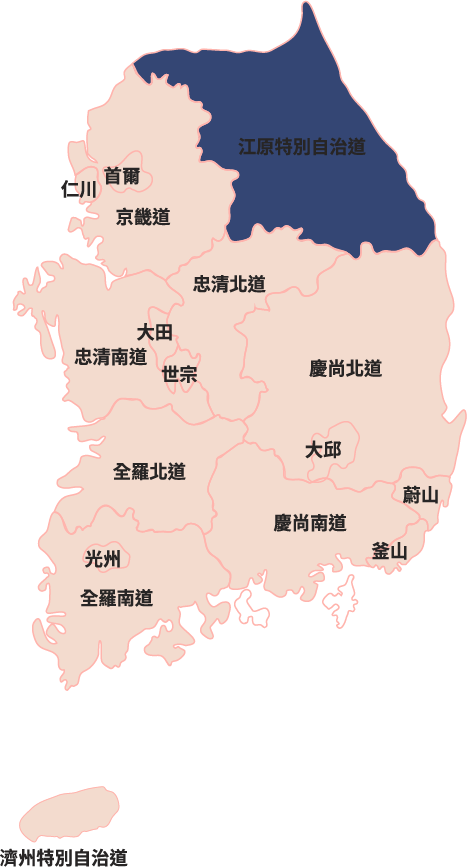 江原特別自治道
首爾
仁川
京畿道
忠清北道
大田
忠清南道
世宗
慶尚北道
大邱
全羅北道
蔚山
慶尚南道
釜山
光州
全羅南道
濟州特別自治道